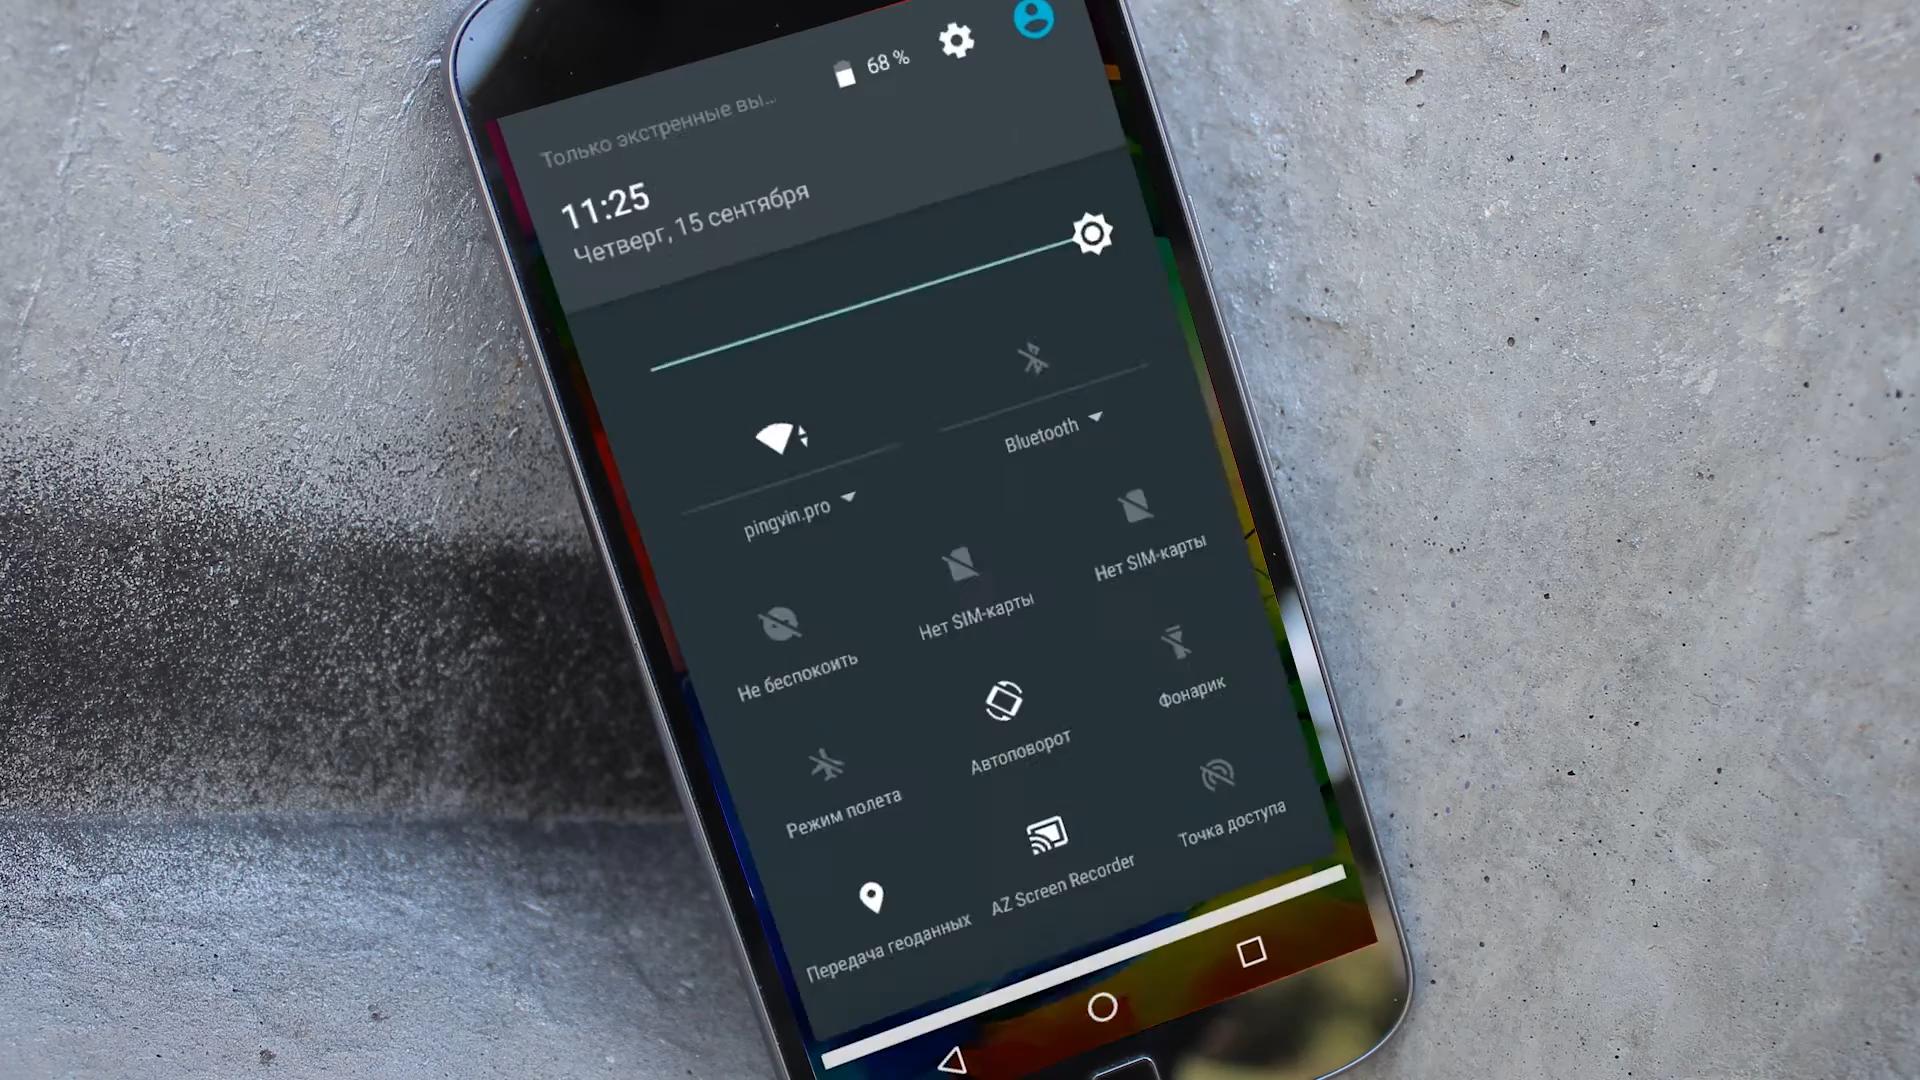 68 %
Только экстренные вы...
11:25
Четверг, 15 сентября
pingvin.pro
Bluetooth
Не беспокоить
Нет SIM-карты
Нет SIM-карты
Режим полета
Автоповорот
Фонарик
Передача геоданных
AZ Screen Recorder
Точка доступа